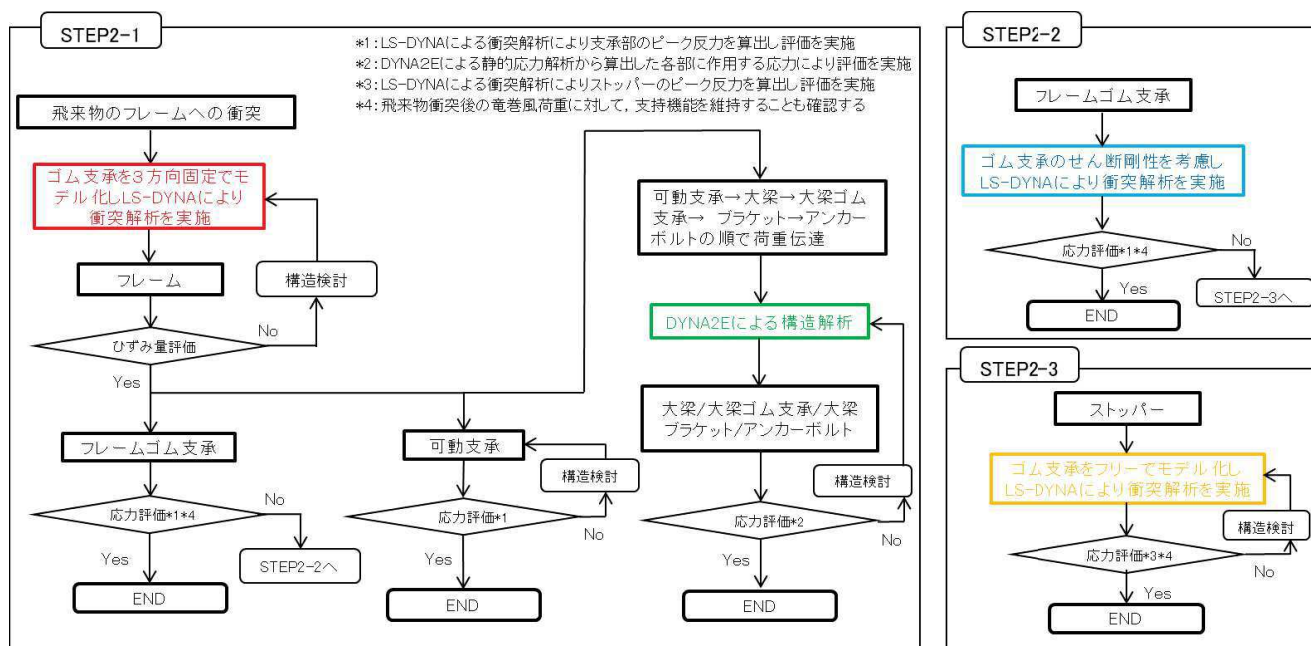 STEP2-1
*1:LS-DYNAによる衝突解析により支承部のピーク反力を算出し評価を実施
*2:DYNA2Eによる静的応力解析から算出した各部に作用する応力により評価を実施
*3:LS-DYNAによる衝突解析によりストッパーのピーク反力を算出し評価を実施
*4:飛来物衝突後の竜巻風荷重に対して，支持機能を維持することも確認する
飛来物のフレームへの衝突
ゴム支承を3方向固定でモ
デル化しLS-DYNAにより
衝突解析を実施
フレーム
構造検討
ひずみ量評価
No
Yes
フレームゴム支承
応力評価*1*4
No
Yes
STEP2-2へ
END
可動支承
構造検討
応力評価*1
No
Yes
END
可動支承→大梁→大梁ゴム
支承→ ブラケット→アンカー
ボルトの順で荷重伝達
DYNA2Eによる構造解析
大梁/大梁ゴム支承/大梁
ブラケット/アンカーボルト
構造検討
応力評価*2
No
Yes
END
STEP2-2
フレームゴム支承
ゴム支承のせん断剛性を考慮し
LS-DYNAにより衝突解析を実施
応力評価*1*4
No
Yes
STEP2-3へ
END
STEP2-3
ストッパー
ゴム支承をフリーでモデル化し
LS-DYNAにより衝突解析を実施
構造検討
応力評価*3*4
No
Yes
END